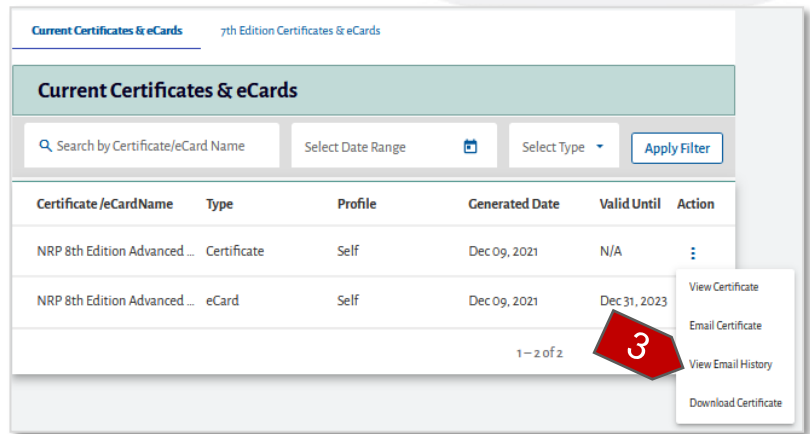 Current Certificates & eCards 7th Edition Certificates & eCards
Current Certificates & eCards
Search by Certificate/eCard Name Select Date Range Select Type Apply Filter
Certificate /eCardName Type Profile Generated Date Valid Until Action
NRP 8th Edition Advanced ... Certificate Self Dec 09, 2021 N/A
View Certificate
NRP 8th Edition Advanced ... eCard Self Dec 09, 2021 Dec 31, 2023
Email Certificate
1 – 2 of 2
3
View Email History
Download Certificate